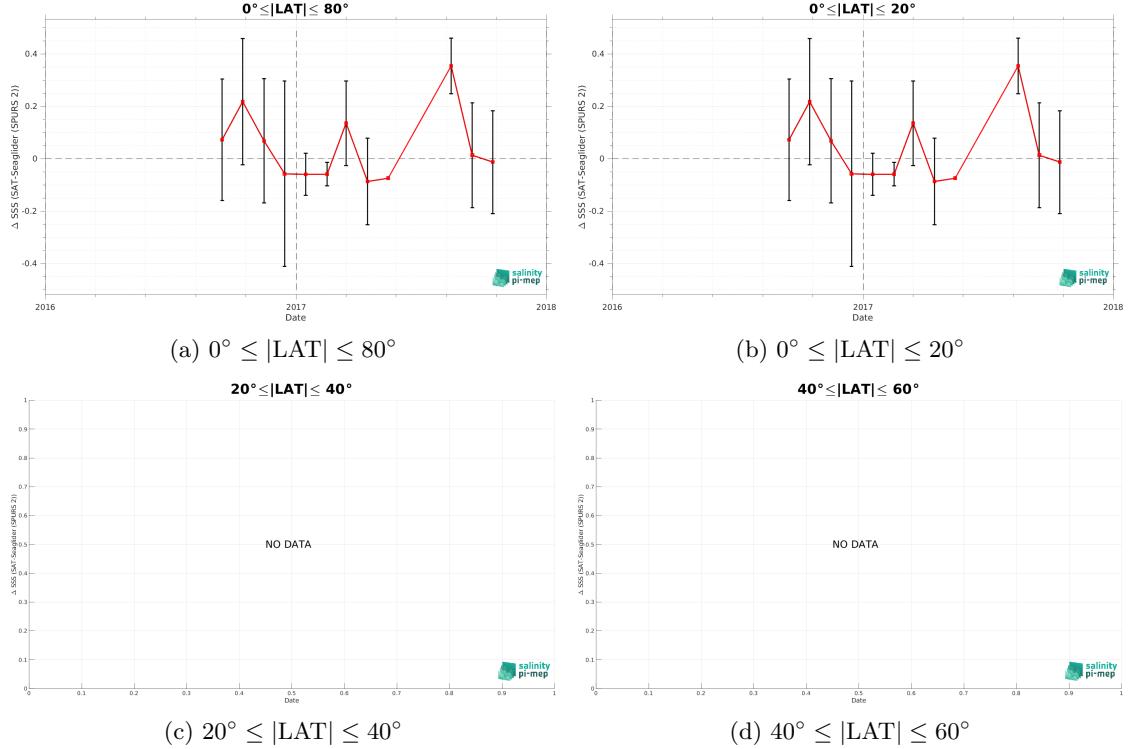 0°≤|LAT|≤ 80°
Δ SSS (SAT-Seaglider (SPURS 2))
0.4
0.2
0
-0.2
-0.4
2016
2017
2018
Date
salinity
pi-mep
(a) 0° ≤ |LAT| ≤ 80°
0°≤|LAT|≤ 20°
Δ SSS (SAT-Seaglider (SPURS 2))
0.4
0.2
0
-0.2
-0.4
2016
2017
2018
Date
salinity
pi-mep
(b) 0° ≤ |LAT| ≤ 20°
20°≤|LAT|≤ 40°
Δ SSS (SAT-Seaglider (SPURS 2))
1
0.9
0.8
0.7
0.6
0.5
0.4
0.3
0.2
0.1
0
NO DATA
0 0.1 0.2 0.3 0.4 0.5 0.6 0.7 0.8 0.9 1
Date
salinity
pi-mep
(c) 20° ≤ |LAT| ≤ 40°
40°≤|LAT|≤ 60°
Δ SSS (SAT-Seaglider (SPURS 2))
1
0.9
0.8
0.7
0.6
0.5
0.4
0.3
0.2
0.1
0
NO DATA
0 0.1 0.2 0.3 0.4 0.5 0.6 0.7 0.8 0.9 1
Date
salinity
pi-mep
(d) 40° ≤ |LAT| ≤ 60°